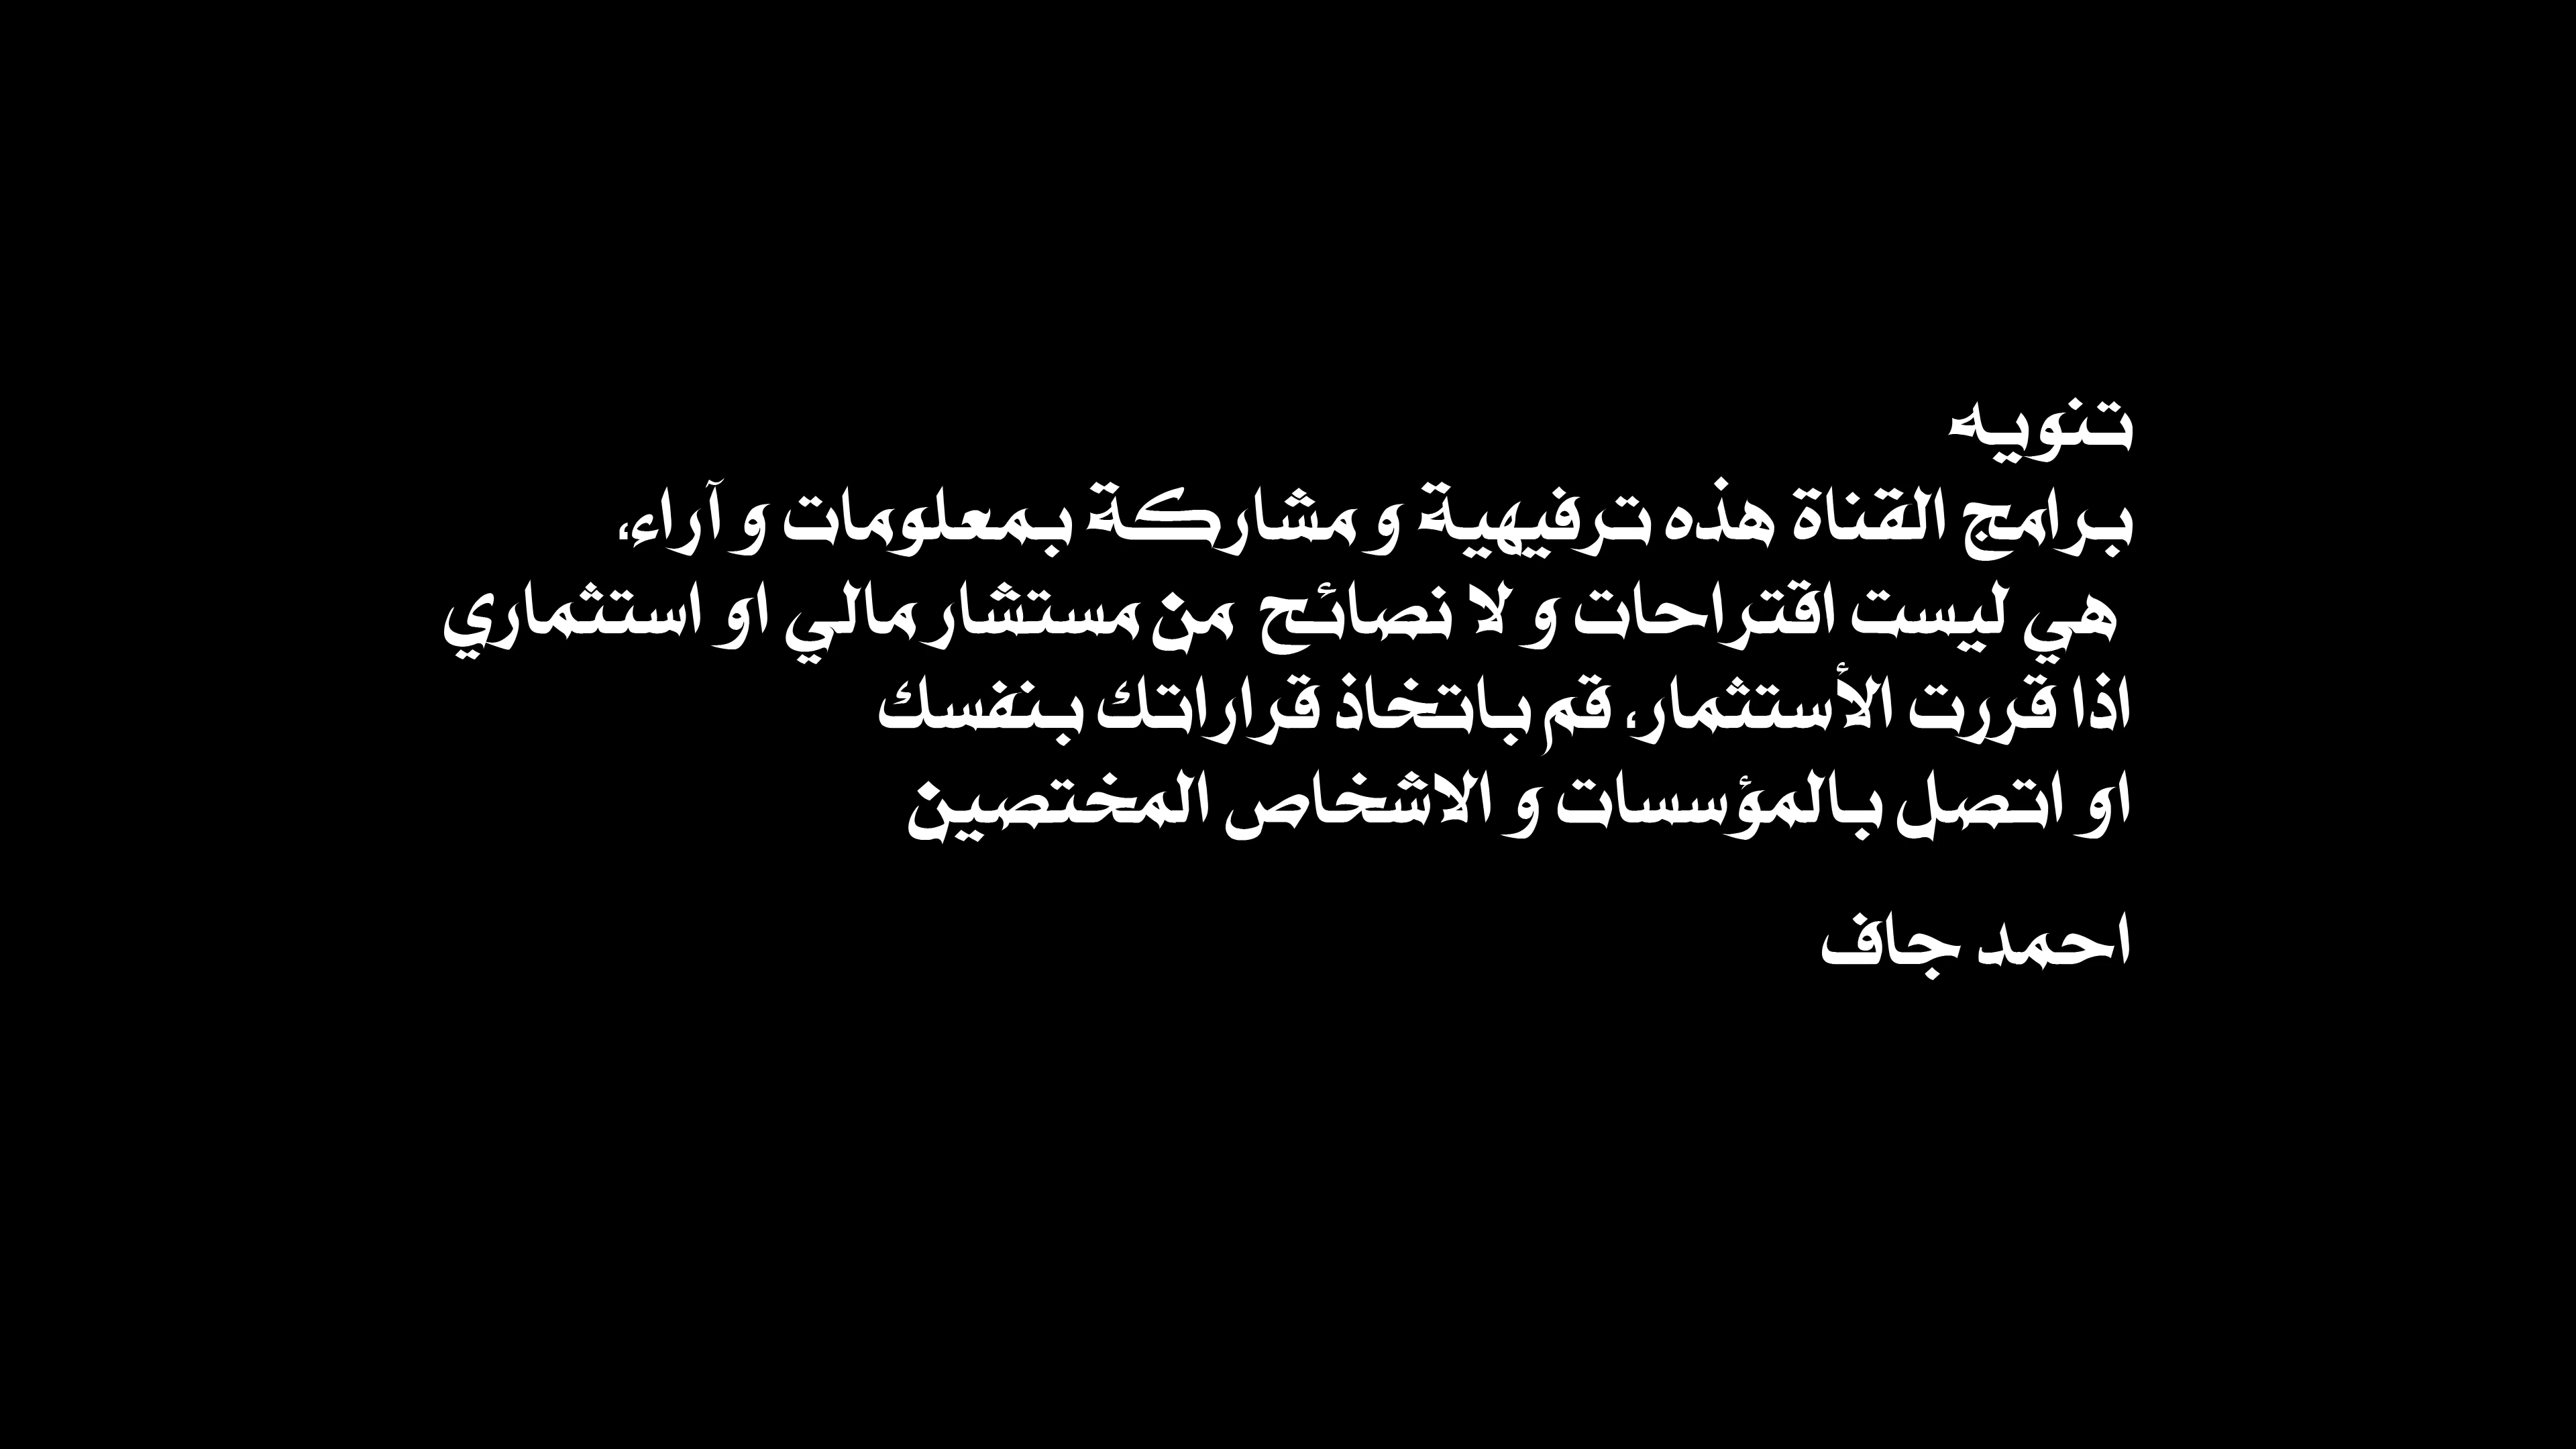 تنويه
برامج القناة هذه ترفيهية و مشاركة بمعلومات و آراء،
هي ليست اقتراحات و لا نصائح من مستشار مالي او استثماري
اذا قررت الأستثمار، قم باتخاذ قراراتك بنفسك
او اتصل بالمؤسسات و الاشخاص المختصين
احمد جاف